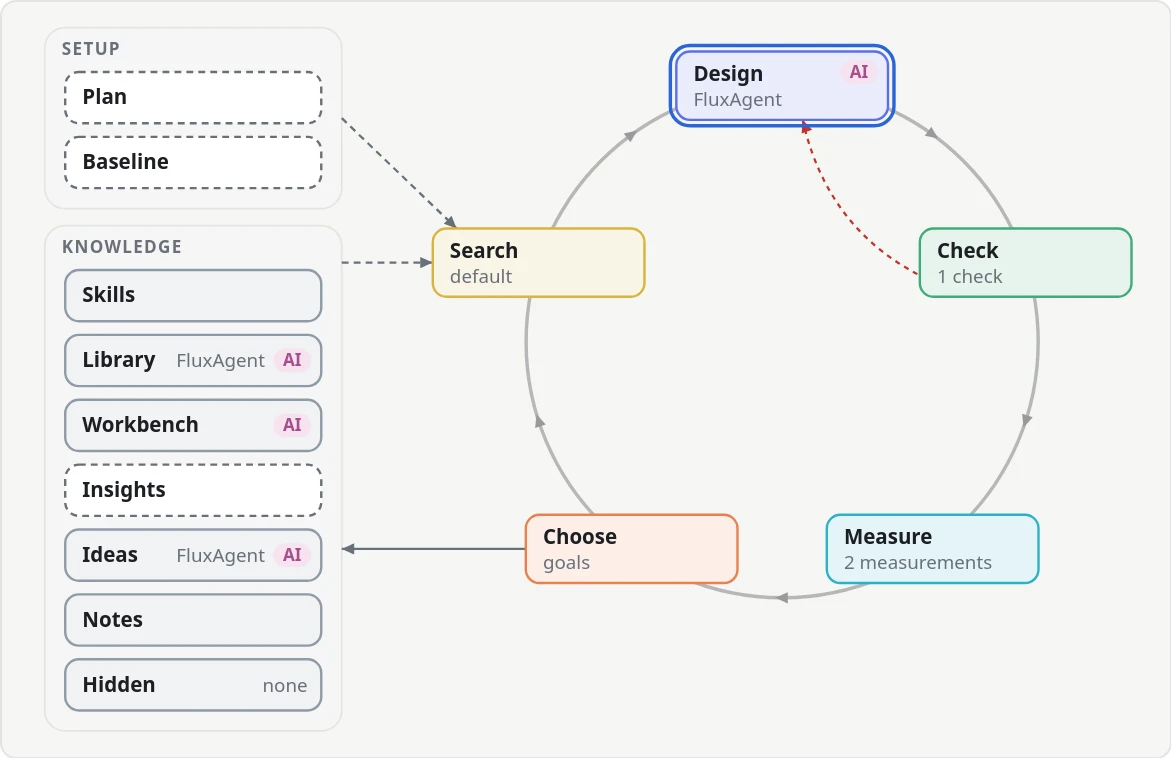 SETUP
Plan
Baseline
KNOWLEDGE
Skills
Library FluxAgent AI
Workbench AI
Insights
Ideas FluxAgent AI
Notes
Hidden none
Design AI
FluxAgent
Search
default
Check
1 check
Choose
goals
Measure
2 measurements